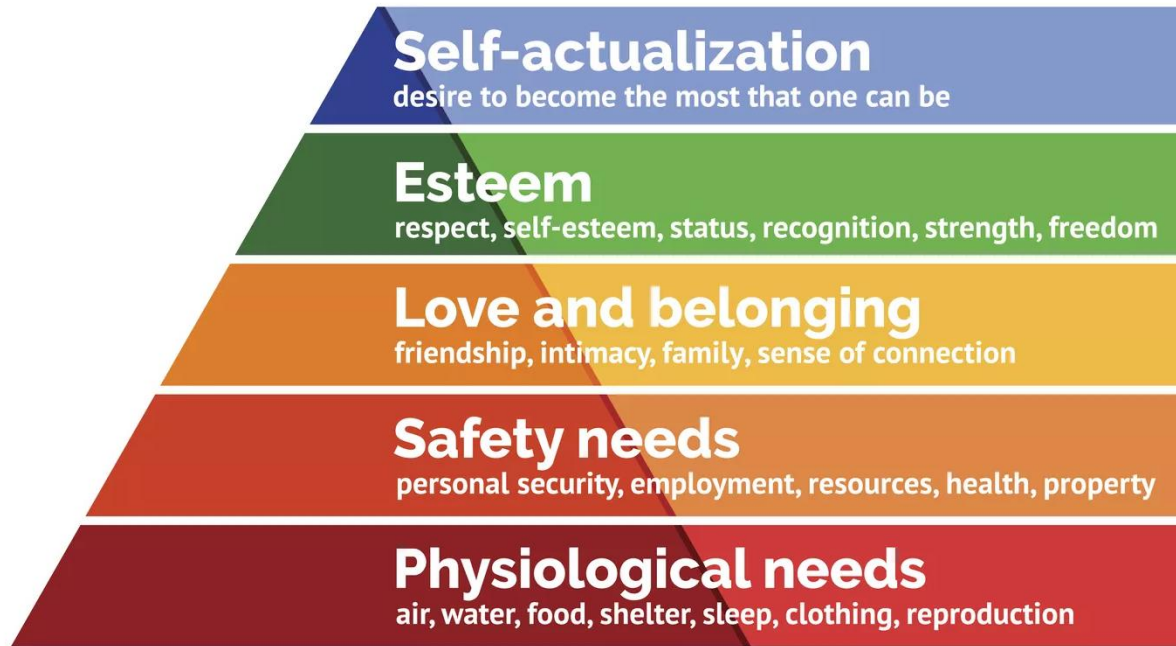 Self-actualization
desire to become the most that one can be
Esteem
respect, self-esteem, status, recognition, strength, freedom
Love and belonging
friendship, intimacy, family, sense of connection
Safety needs
personal security, employment, resources, health, property
Physiological needs
air, water, food, shelter, sleep, clothing, reproduction